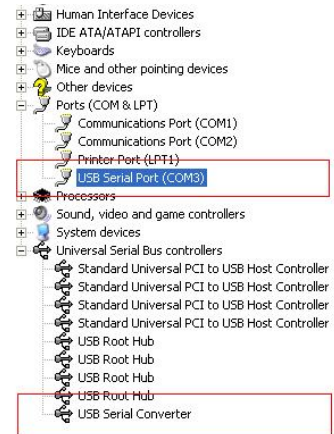 Human Interface Devices
IDE ATA/ATAPI controllers
Keyboards
Mice and other pointing devices
Other devices
Ports (COM & LPT)
Communications Port (COM1)
Communications Port (COM2)
Printer Port (LPT1)
USB Serial Port (COM3)
Processors
Sound, video and game controllers
System devices
Universal Serial Bus controllers
Standard Universal PCI to USB Host Controller
Standard Universal PCI to USB Host Controller
Standard Universal PCI to USB Host Controller
Standard Universal PCI to USB Host Controller
USB Root Hub
USB Root Hub
USB Root Hub
USB Root Hub
USB Serial Converter